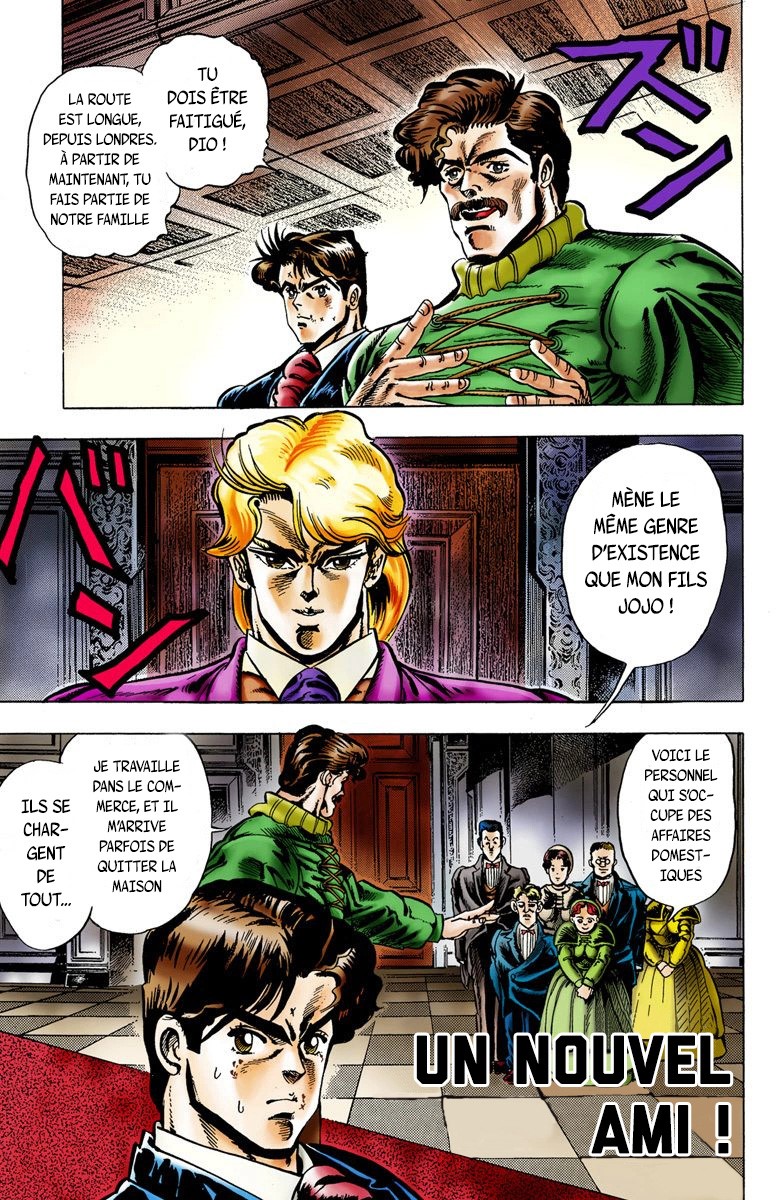 TU
DOIS ÊTRE
FAITIGUÉ,
DIO !
LA ROUTE
EST LONGUE,
DEPUIS LONDRES.
À PARTIR DE
MAINTENANT, TU
FAIS PARTIE DE
NOTRE FAMILLE
ズン
MÈNE LE
MÊME GENRE
D'EXISTENCE
QUE MON FILS
JOJO !
バン
VOICI LE
PERSONNEL
QUI S'OC-
CUPE DES
AFFAIRES
DOMEST-
IQUES
JE TRAVAILLE
DANS LE COM-
MERCE, ET IL
M'ARRIVE
PARFOIS DE
QUITTER LA
MAISON
ILS SE
CHAR-
GENT
DE
TOUT...
UN NOUVEL
AMI !